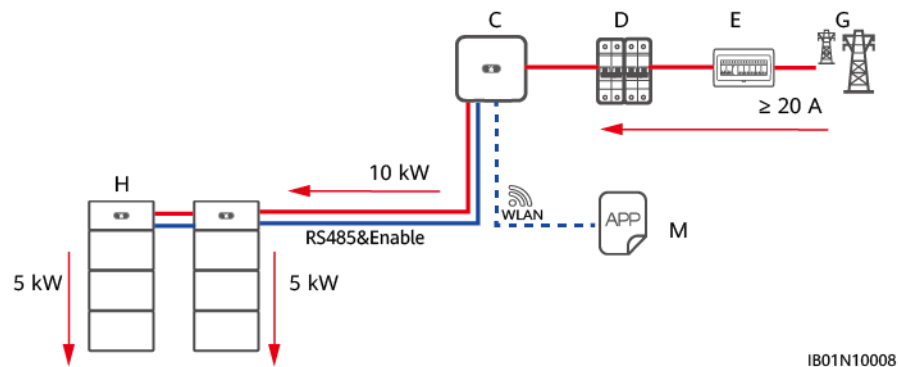 C D E G
≥ 20 A
10 kW
H
WLAN
APP
M
RS485&Enable
5 kW 5 kW
IB01N10008